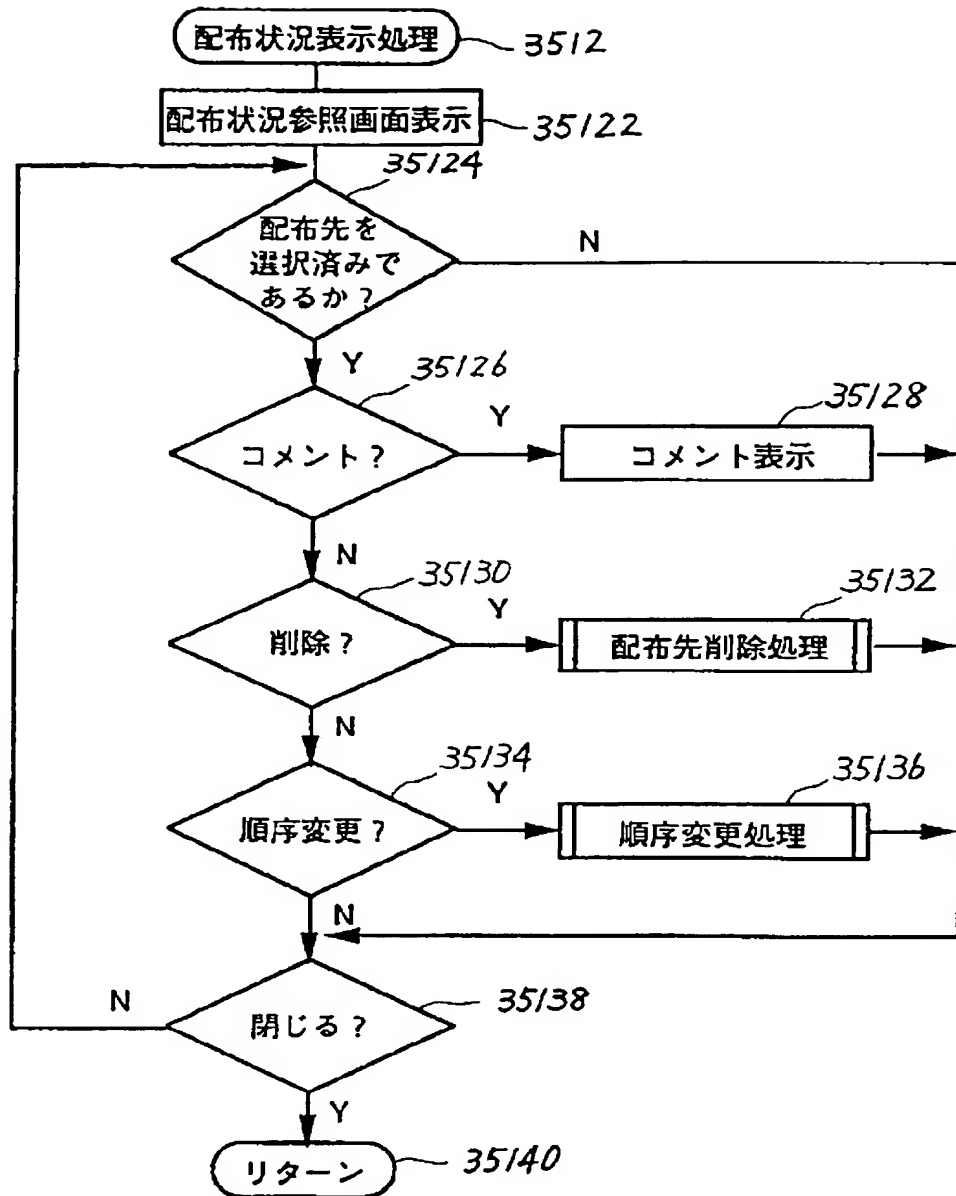 配布状況表示処理
3512
配布状況参照画面表示
35122
35124
配布先を
選択済みで
あるか?
N
Y
35126
コメント?
Y
35128
コメント表示
N
35130
削除?
Y
35132
配布先削除処理
N
35134
順序変更?
Y
35136
順序変更処理
N
35138
閉じる?
N
Y
リターン
35140